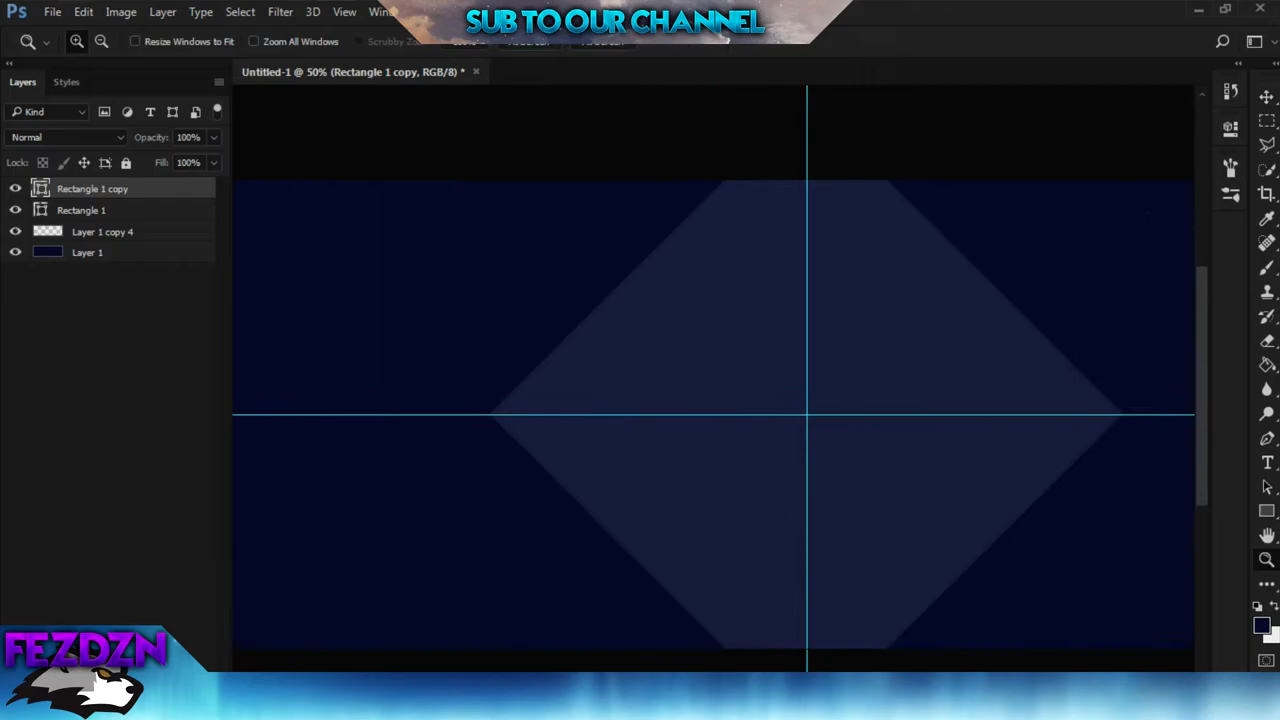 SUB TO OUR CHANNEL
Ps File Edit Image Layer Type Select Filter 3D View
Resize Windows to Fit Zoom All Windows
Layers Styles
Untitled-1 @ 50% (Rectangle 1 copy, RGB/8) *
Kind
Normal Opacity: 100%
Lock: Fill: 100%
Rectangle 1 copy
Rectangle 1
Layer 1 copy 4
Layer 1
FEZDZN